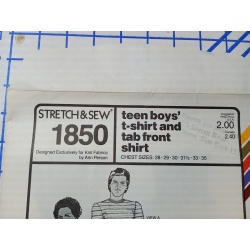 STRETCH & SEW
1850
Designed Exclusively for Knit Fabrics
by Ann Person
teen boys'
t-shirt and
tab front
shirt
CHEST SIZES: 28 · 29 · 30 · 31½ · 33 · 35
2.00
2.40
VIEW A